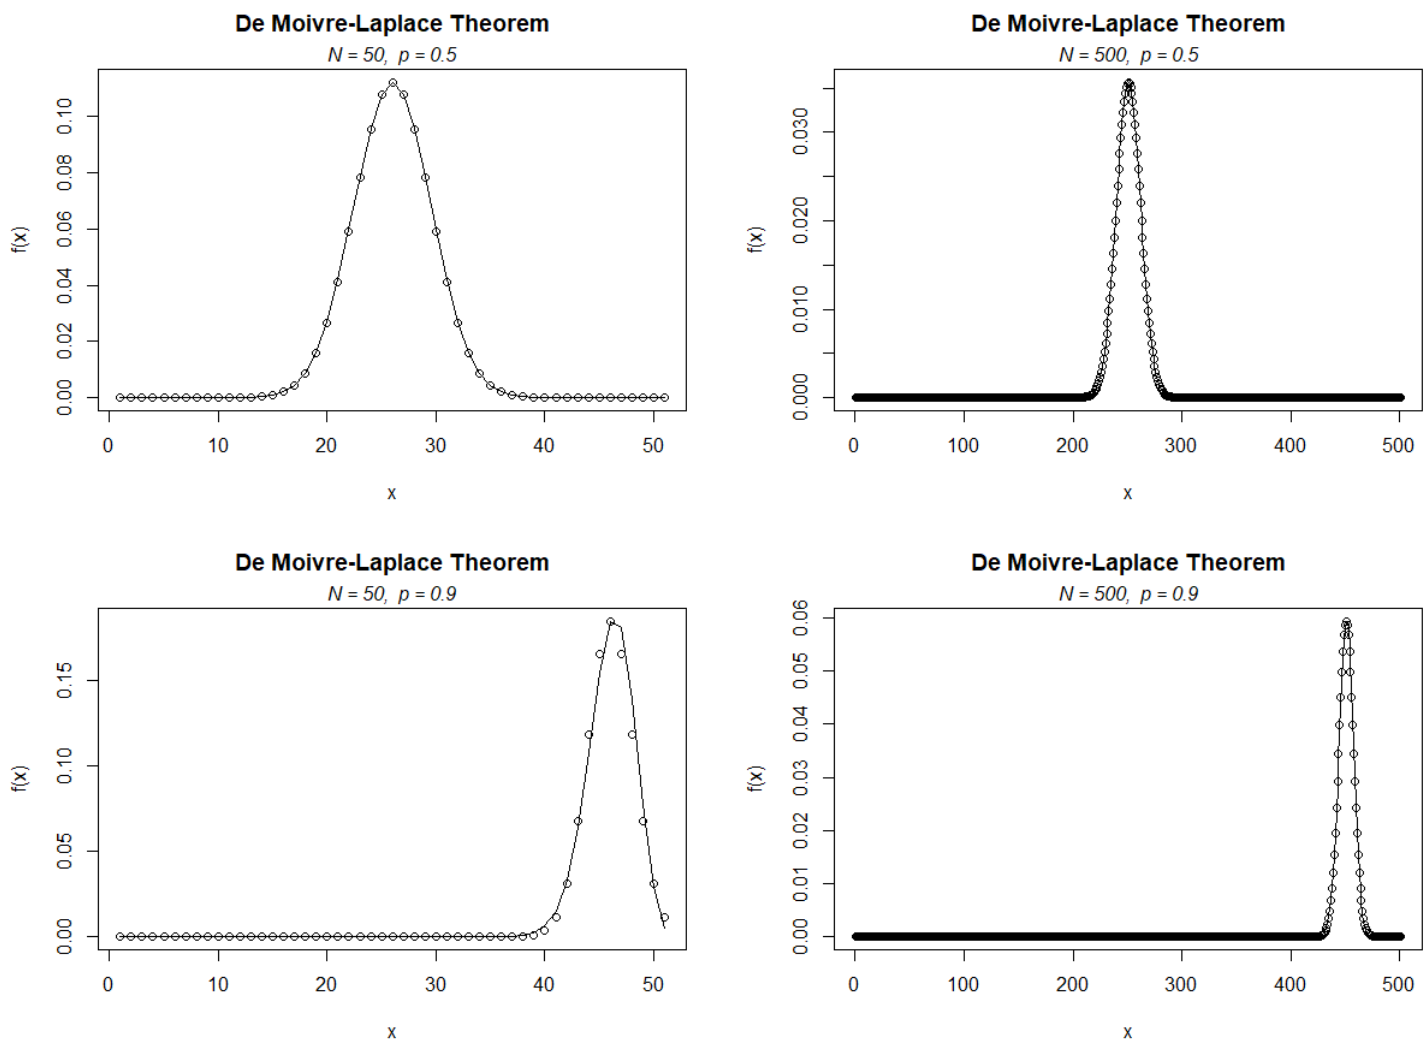 De Moivre-Laplace Theorem
N = 50,  p = 0.5
f(x)
0.00 0.02 0.04 0.06 0.08 0.10
0 10 20 30 40 50
x
De Moivre-Laplace Theorem
N = 500,  p = 0.5
f(x)
0.000 0.010 0.020 0.030
0 100 200 300 400 500
x
De Moivre-Laplace Theorem
N = 50,  p = 0.9
f(x)
0.00 0.05 0.10 0.15
0 10 20 30 40 50
x
De Moivre-Laplace Theorem
N = 500,  p = 0.9
f(x)
0.00 0.01 0.02 0.03 0.04 0.05 0.06
0 100 200 300 400 500
x